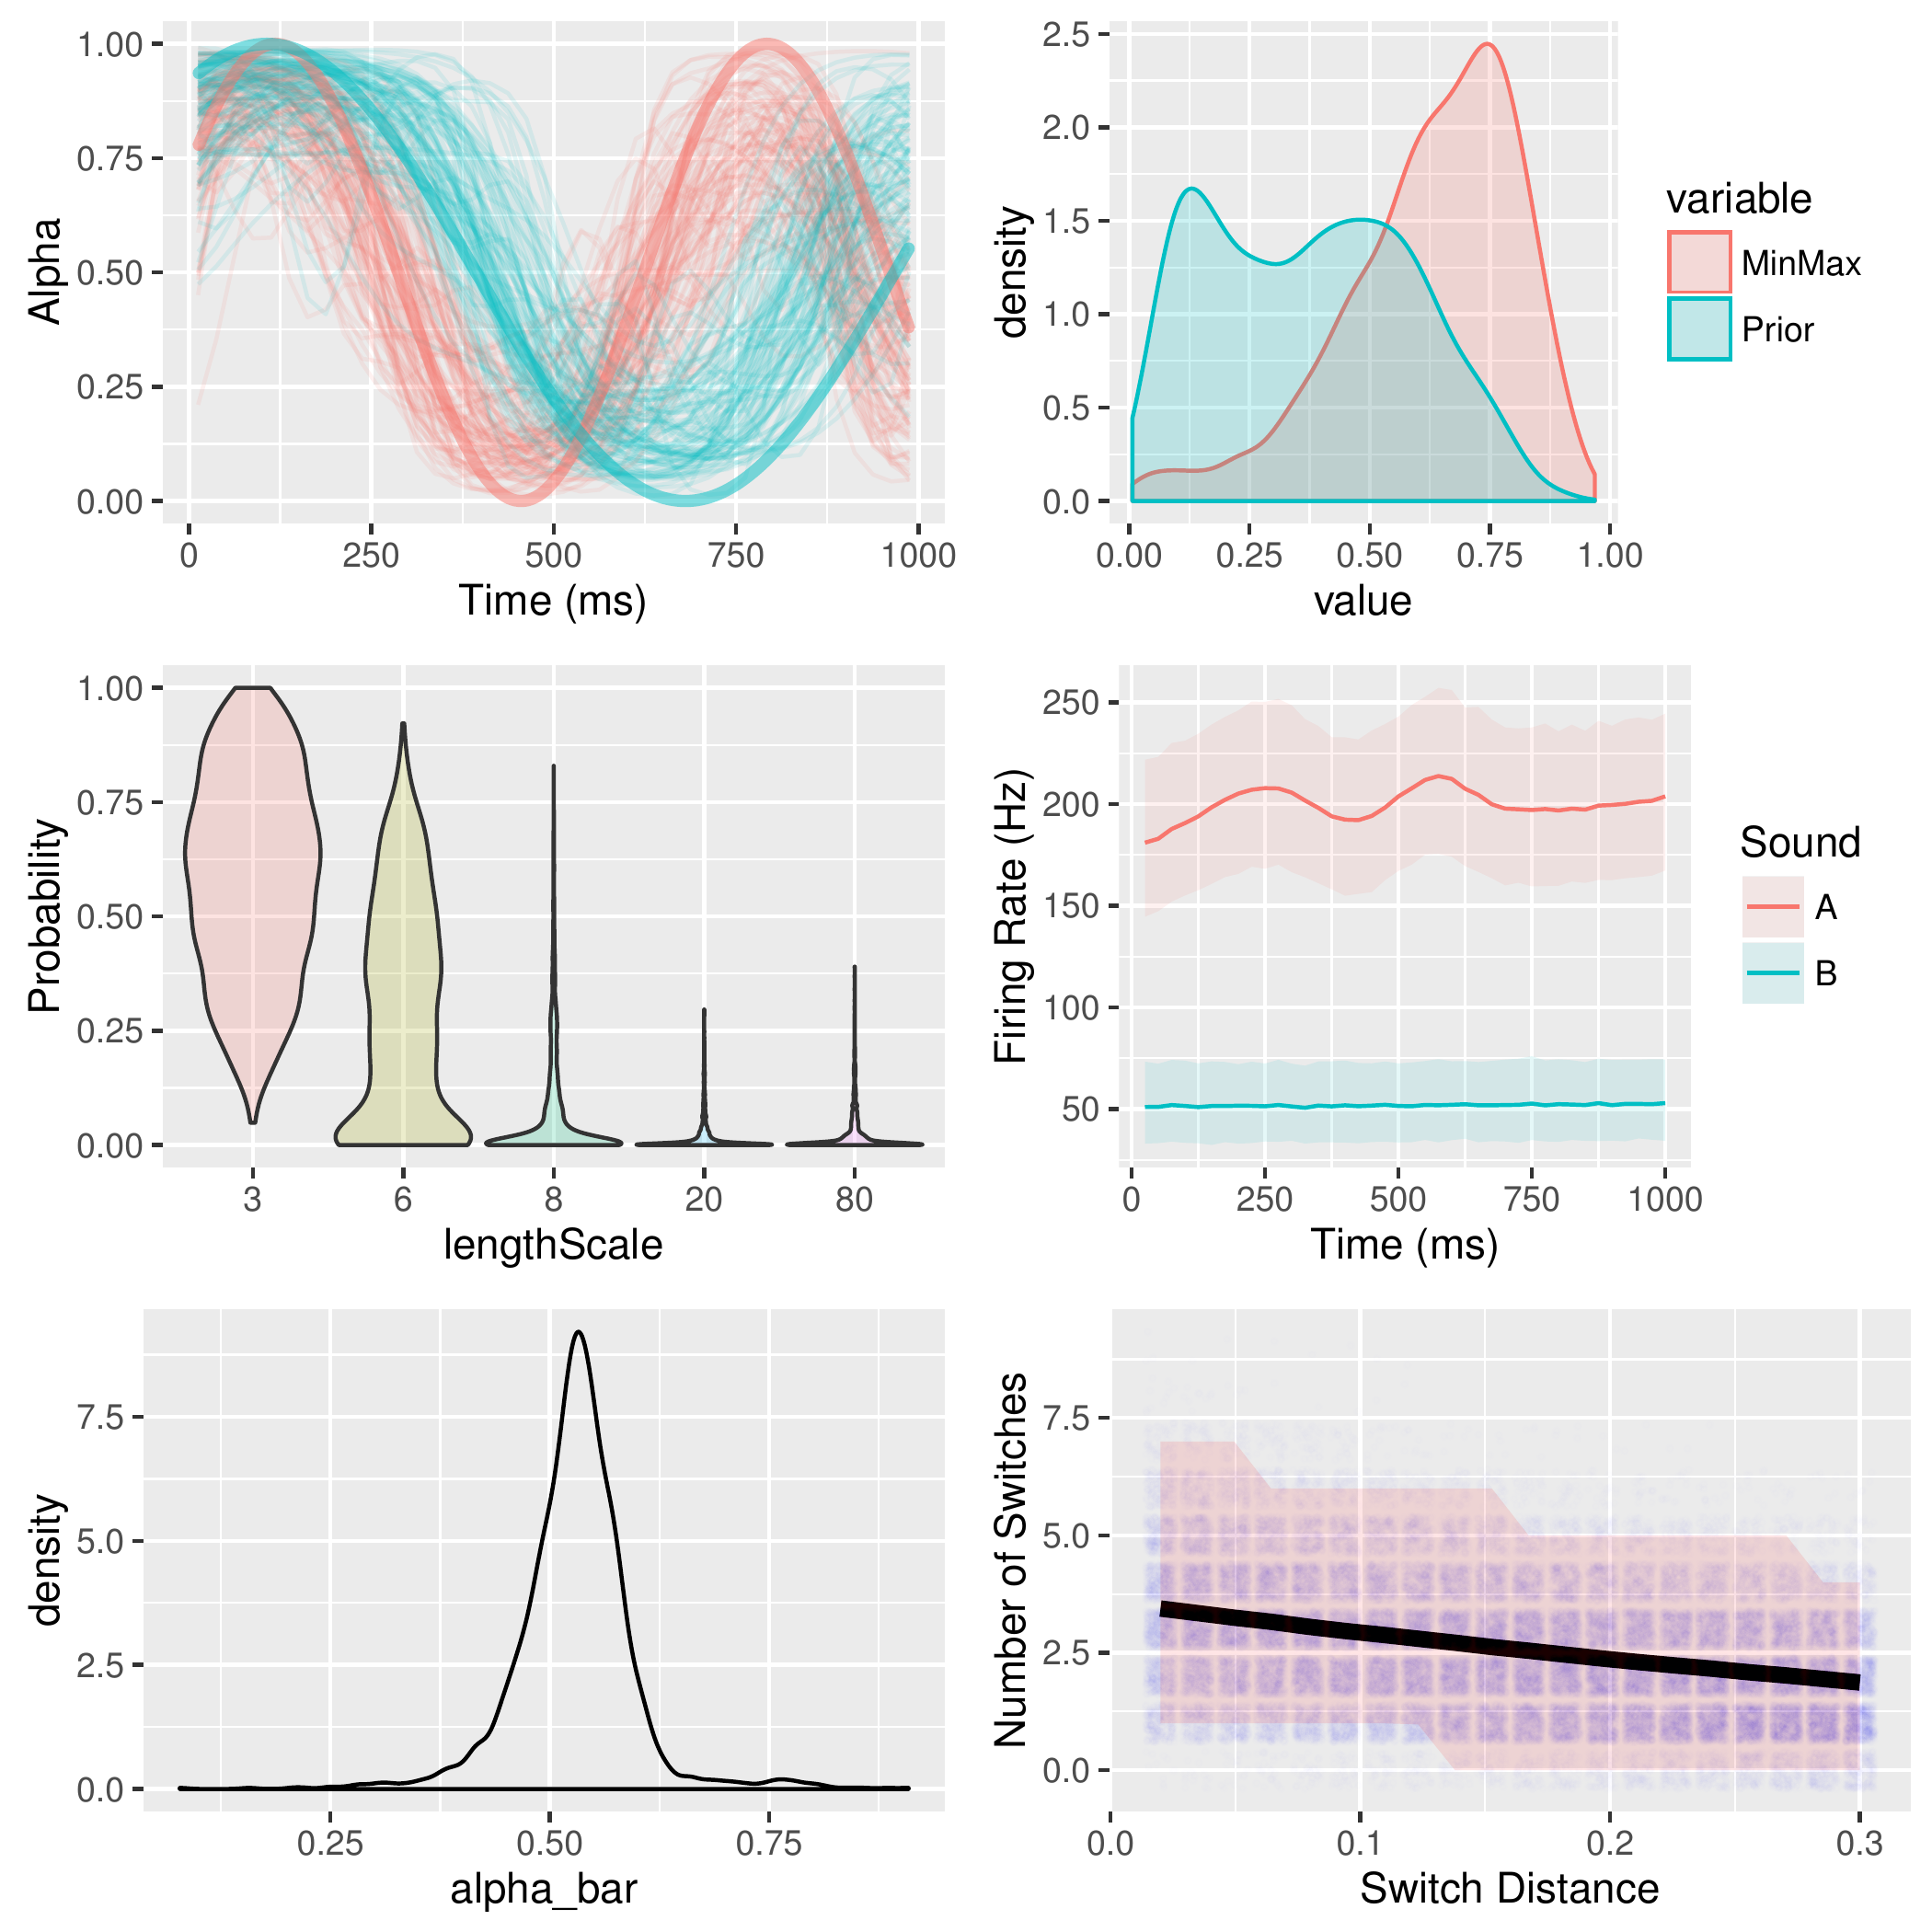 Alpha
1.00
0.75
0.50
0.25
0.00
0 250 500 750 1000
Time (ms)
density
2.5
2.0
1.5
1.0
0.5
0.0
0.00 0.25 0.50 0.75 1.00
value
variable
MinMax
Prior
Probability
1.00
0.75
0.50
0.25
0.00
3 6 8 20 80
lengthScale
Firing Rate (Hz)
250
200
150
100
50
0 250 500 750 1000
Time (ms)
Sound
A
B
density
7.5
5.0
2.5
0.0
0.25 0.50 0.75
alpha_bar
Number of Switches
7.5
5.0
2.5
0.0
0.0 0.1 0.2 0.3
Switch Distance